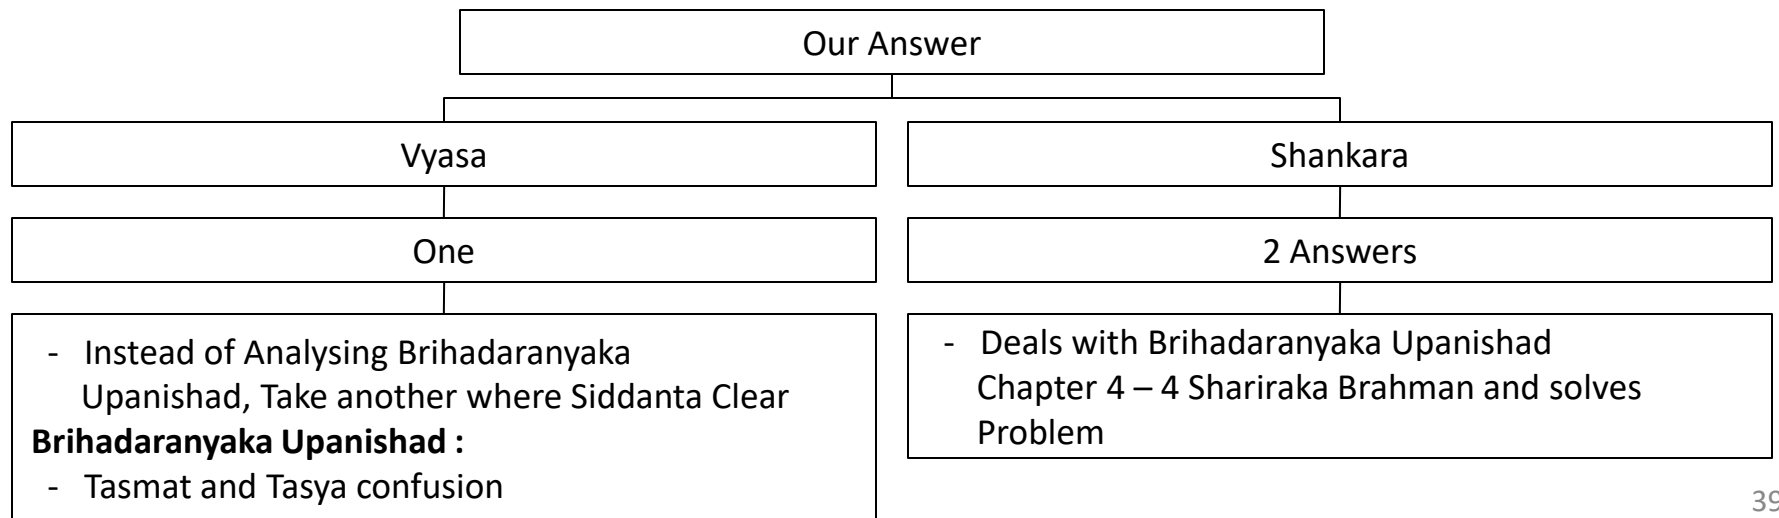 Our Answer
Vyasa
Shankara
One
2 Answers
- Instead of Analysing Brihadaranyaka
Upanishad, Take another where Siddanta Clear
Brihadaranyaka Upanishad :
- Tasmat and Tasya confusion
- Deals with Brihadaranyaka Upanishad
Chapter 4 – 4 Shariraka Brahman and solves
Problem
39